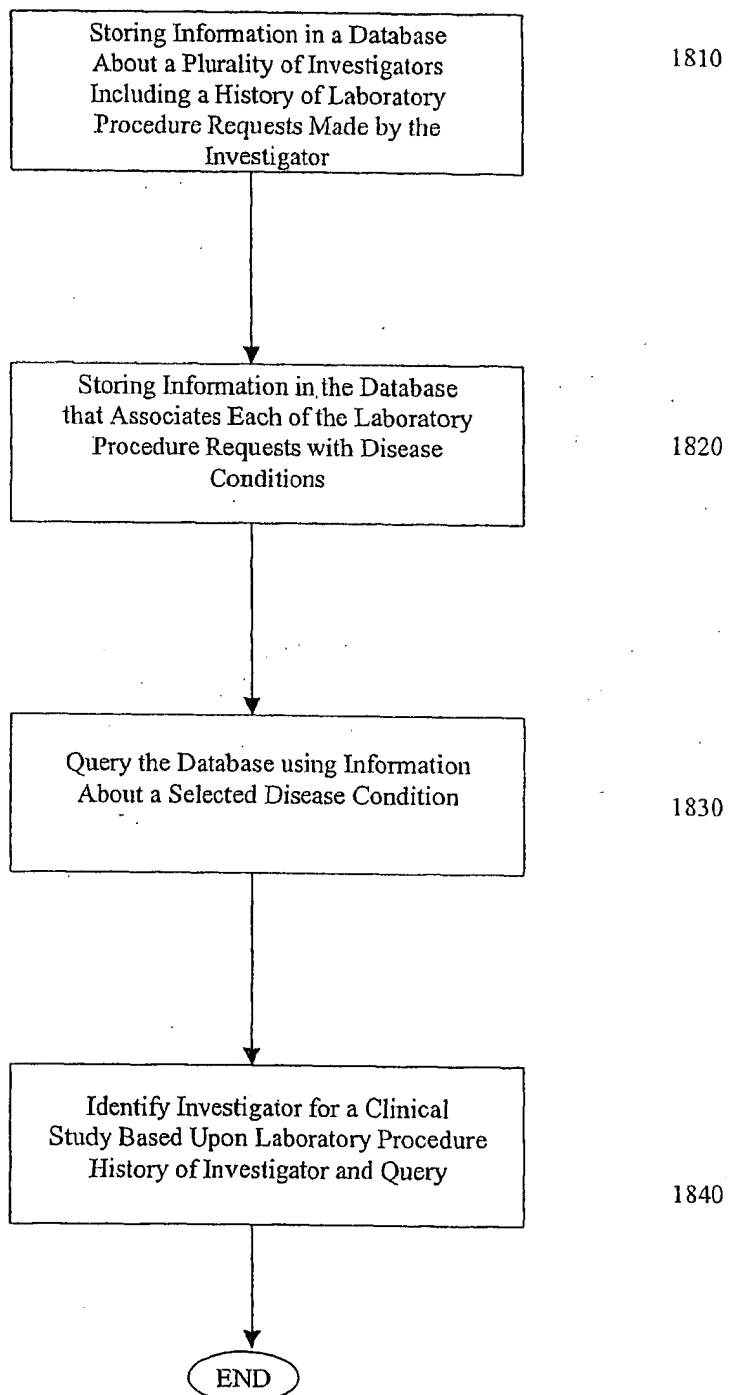 Storing Information in a Database
About a Plurality of Investigators
Including a History of Laboratory
Procedure Requests Made by the
Investigator
1810
Storing Information in the Database
that Associates Each of the Laboratory
Procedure Requests with Disease
Conditions
1820
Query the Database using Information
About a Selected Disease Condition
1830
Identify Investigator for a Clinical
Study Based Upon Laboratory Procedure
History of Investigator and Query
1840
END